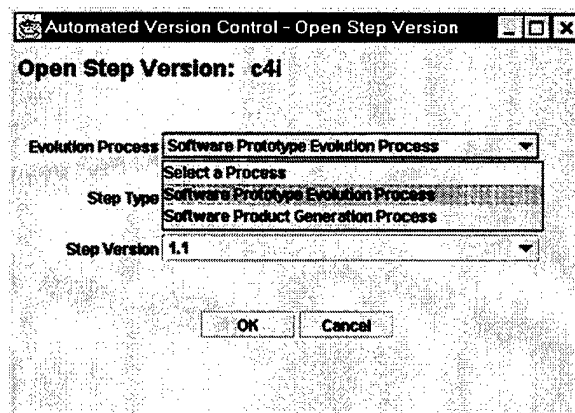 Automated Version Control - Open Step Version
Open Step Version: c4i
Evolution Process Software Prototype Evolution Process
Select a Process
Step Type Software Prototype Evolution Process
Software Product Generation Process
Step Version 1.1
OK Cancel